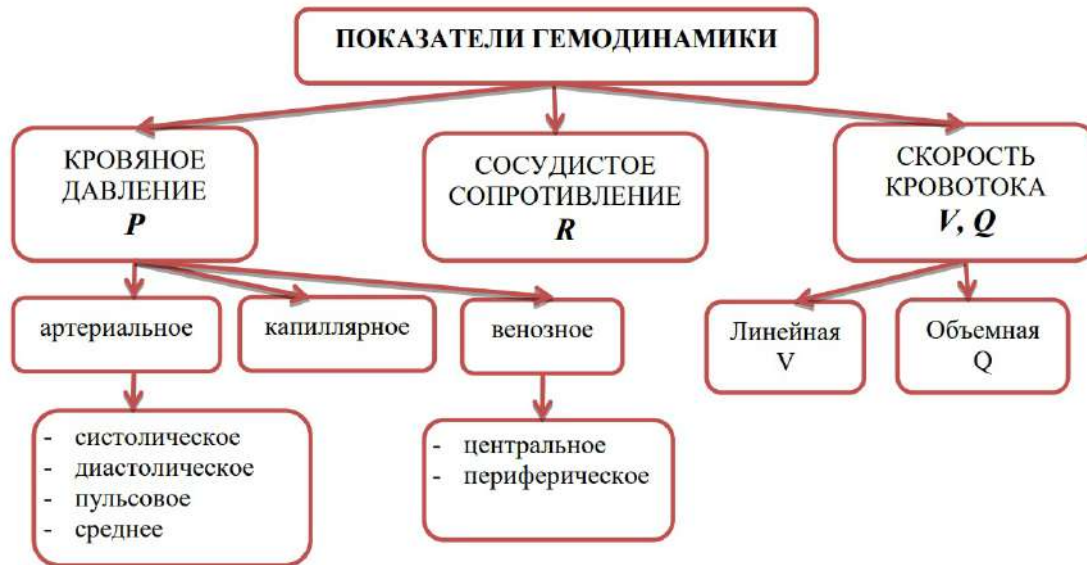 ПОКАЗАТЕЛИ ГЕМОДИНАМИКИ
КРОВЯНОЕ
ДАВЛЕНИЕ
P
СОСУДИСТОЕ
СОПРОТИВЛЕНИЕ
R
СКОРОСТЬ
КРОВОТОКА
V, Q
артериальное
капиллярное
венозное
Линейная
V
Объемная
Q
- систолическое
- диастолическое
- пульсовое
- среднее
- центральное
- периферическое